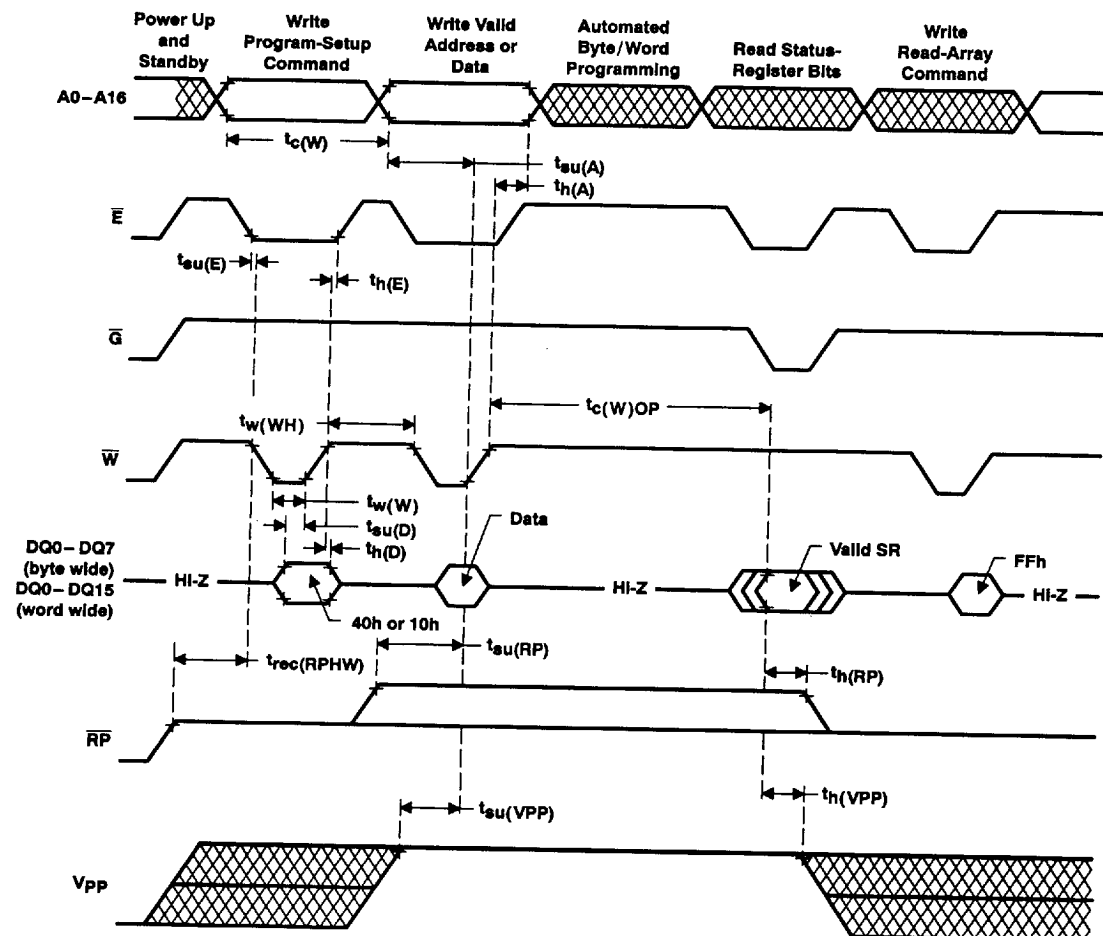 Power Up
and
Standby
Write
Program-Setup
Command
Write Valid
Address or
Data
Automated
Byte/Word
Programming
Read Status-
Register Bits
Write
Read-Array
Command
A0–A16
tc(W)
tsu(A)
th(A)
E
tsu(E)
th(E)
G
tc(W)OP
tw(WH)
W
tw(W)
tsu(D)
th(D)
Data
Valid SR
FFh
DQ0–DQ7
(byte wide)
DQ0–DQ15
(word wide)
Hi-Z
Hi-Z
Hi-Z
40h or 10h
trec(RPHW)
tsu(RP)
th(RP)
RP
tsu(VPP)
th(VPP)
VPP